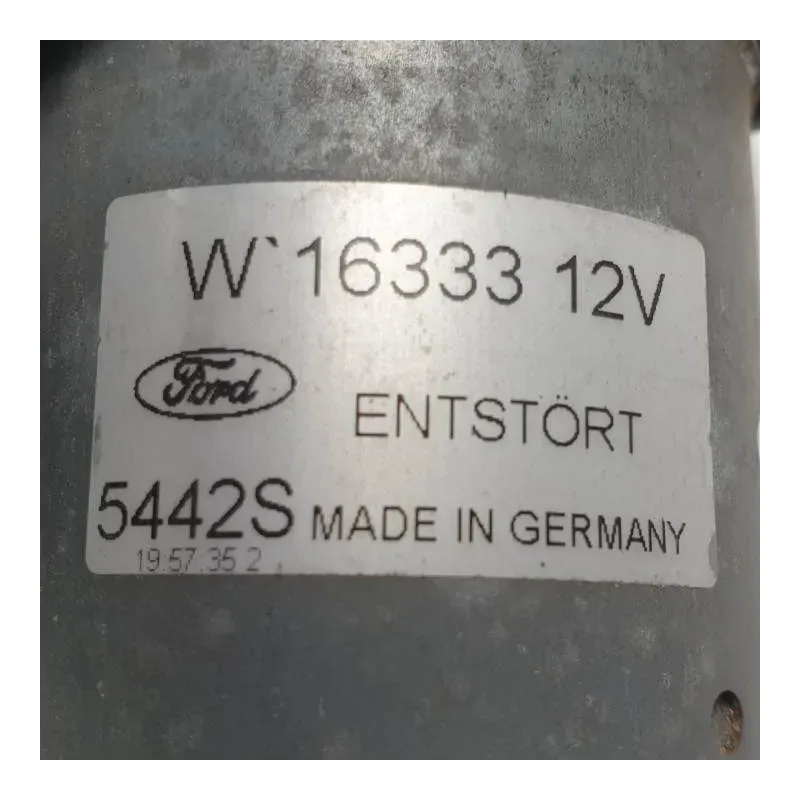 W`16333 12V
Ford
ENTSTÖRT
5442S MADE IN GERMANY
19.57.35 2